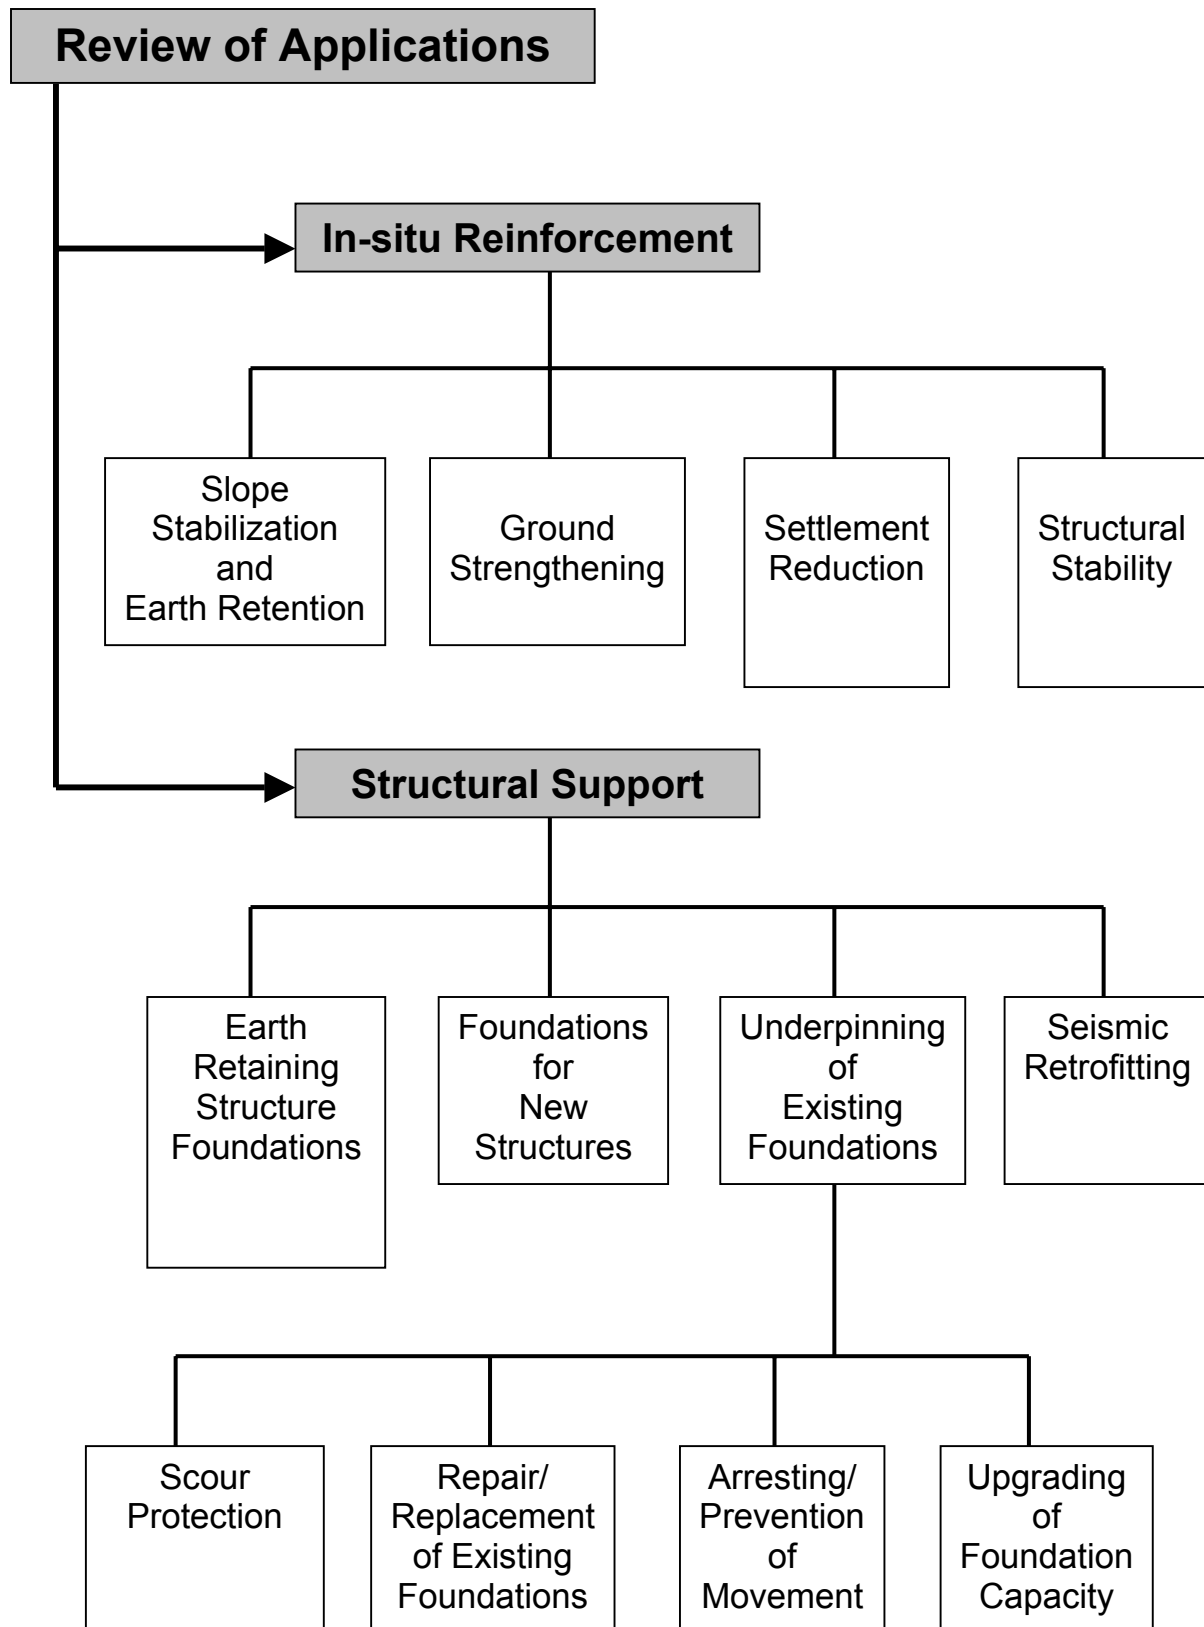 Review of Applications
In-situ Reinforcement
Slope
Stabilization
and
Earth Retention
Ground
Strengthening
Settlement
Reduction
Structural
Stability
Structural Support
Earth
Retaining
Structure
Foundations
Foundations
for
New
Structures
Underpinning
of
Existing
Foundations
Seismic
Retrofitting
Scour
Protection
Repair/
Replacement
of Existing
Foundations
Arresting/
Prevention
of
Movement
Upgrading
of
Foundation
Capacity